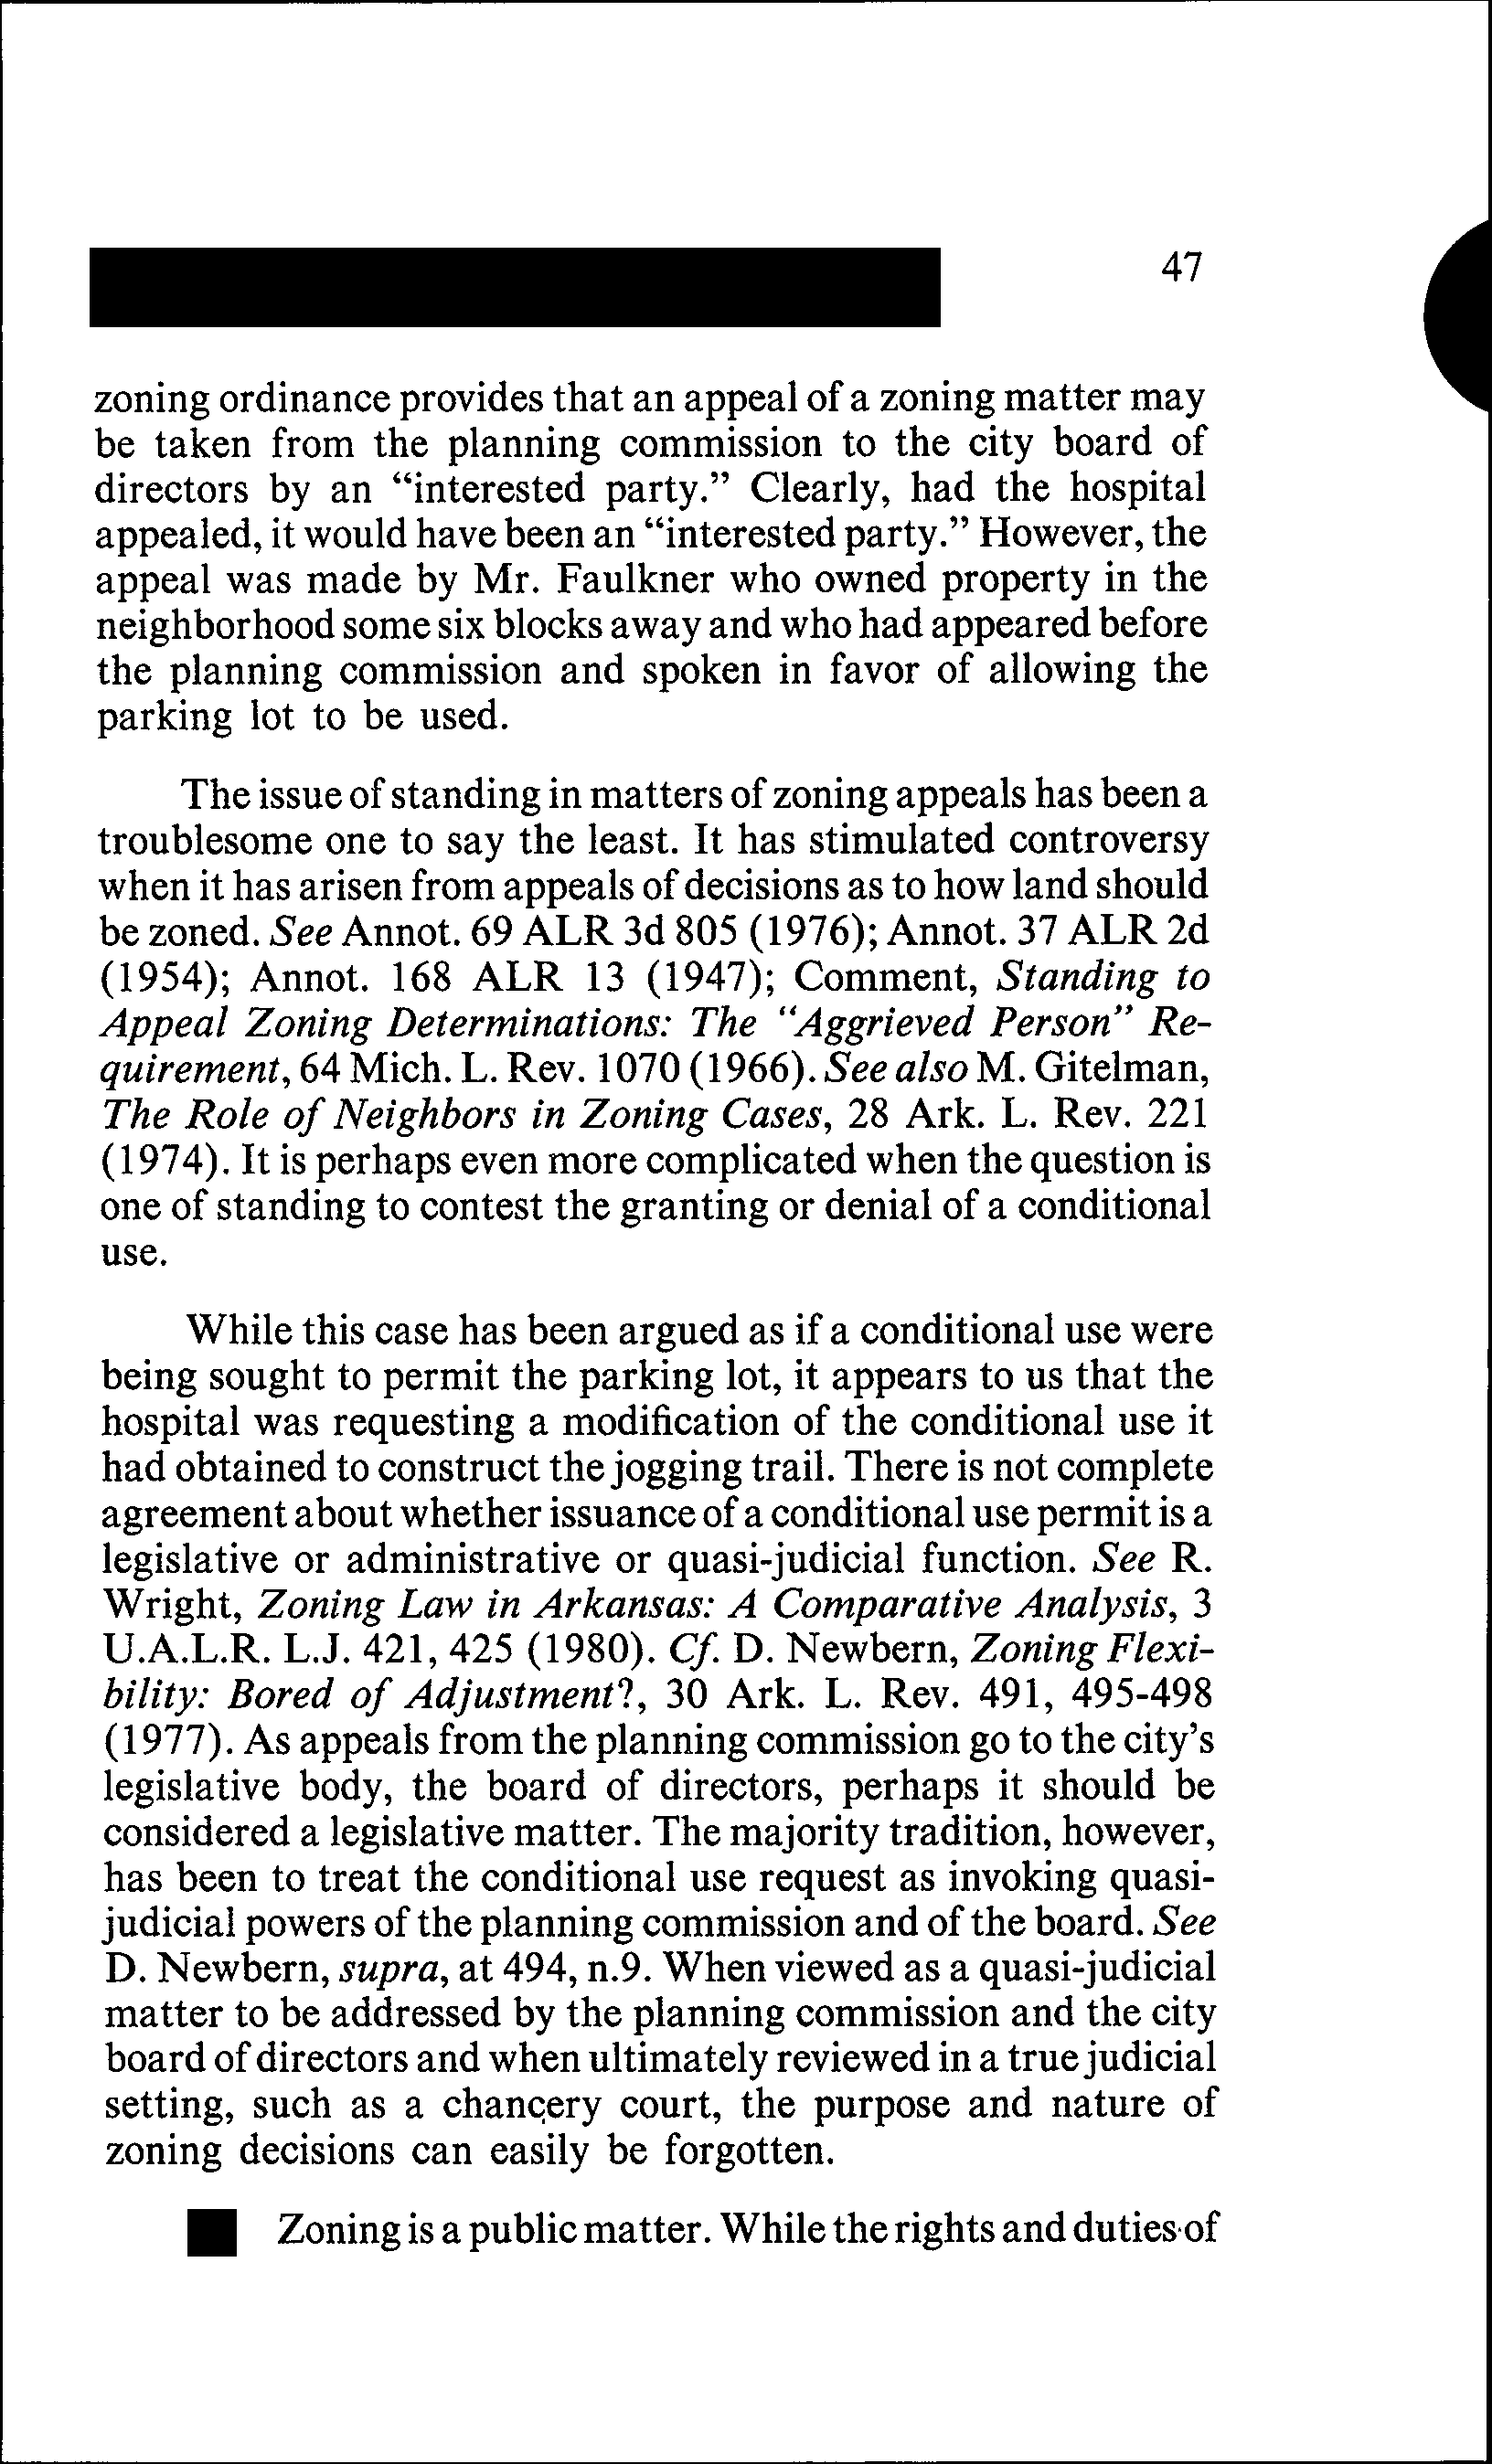 47
zoning ordinance provides that an appeal of a zoning matter may
be taken from the planning commission to the city board of
directors by an “interested party.” Clearly, had the hospital
appealed, it would have been an “interested party.” However, the
appeal was made by Mr. Faulkner who owned property in the
neighborhood some six blocks away and who had appeared before
the planning commission and spoken in favor of allowing the
parking lot to be used.
The issue of standing in matters of zoning appeals has been a
troublesome one to say the least. It has stimulated controversy
when it has arisen from appeals of decisions as to how land should
be zoned. See Annot. 69 ALR 3d 805 (1976); Annot. 37 ALR 2d
(1954); Annot. 168 ALR 13 (1947); Comment, Standing to
Appeal Zoning Determinations: The “Aggrieved Person” Re-
quirement, 64 Mich. L. Rev. 1070 (1966). See also M. Gitelman,
The Role of Neighbors in Zoning Cases, 28 Ark. L. Rev. 221
(1974). It is perhaps even more complicated when the question is
one of standing to contest the granting or denial of a conditional
use.
While this case has been argued as if a conditional use were
being sought to permit the parking lot, it appears to us that the
hospital was requesting a modification of the conditional use it
had obtained to construct the jogging trail. There is not complete
agreement about whether issuance of a conditional use permit is a
legislative or administrative or quasi-judicial function. See R.
Wright, Zoning Law in Arkansas: A Comparative Analysis, 3
U.A.L.R. L.J. 421, 425 (1980). Cf. D. Newbern, Zoning Flexi-
bility: Bored of Adjustment?, 30 Ark. L. Rev. 491, 495-498
(1977). As appeals from the planning commission go to the city’s
legislative body, the board of directors, perhaps it should be
considered a legislative matter. The majority tradition, however,
has been to treat the conditional use request as invoking quasi-
judicial powers of the planning commission and of the board. See
D. Newbern, supra, at 494, n.9. When viewed as a quasi-judicial
matter to be addressed by the planning commission and the city
board of directors and when ultimately reviewed in a true judicial
setting, such as a chancery court, the purpose and nature of
zoning decisions can easily be forgotten.
Zoning is a public matter. While the rights and duties of